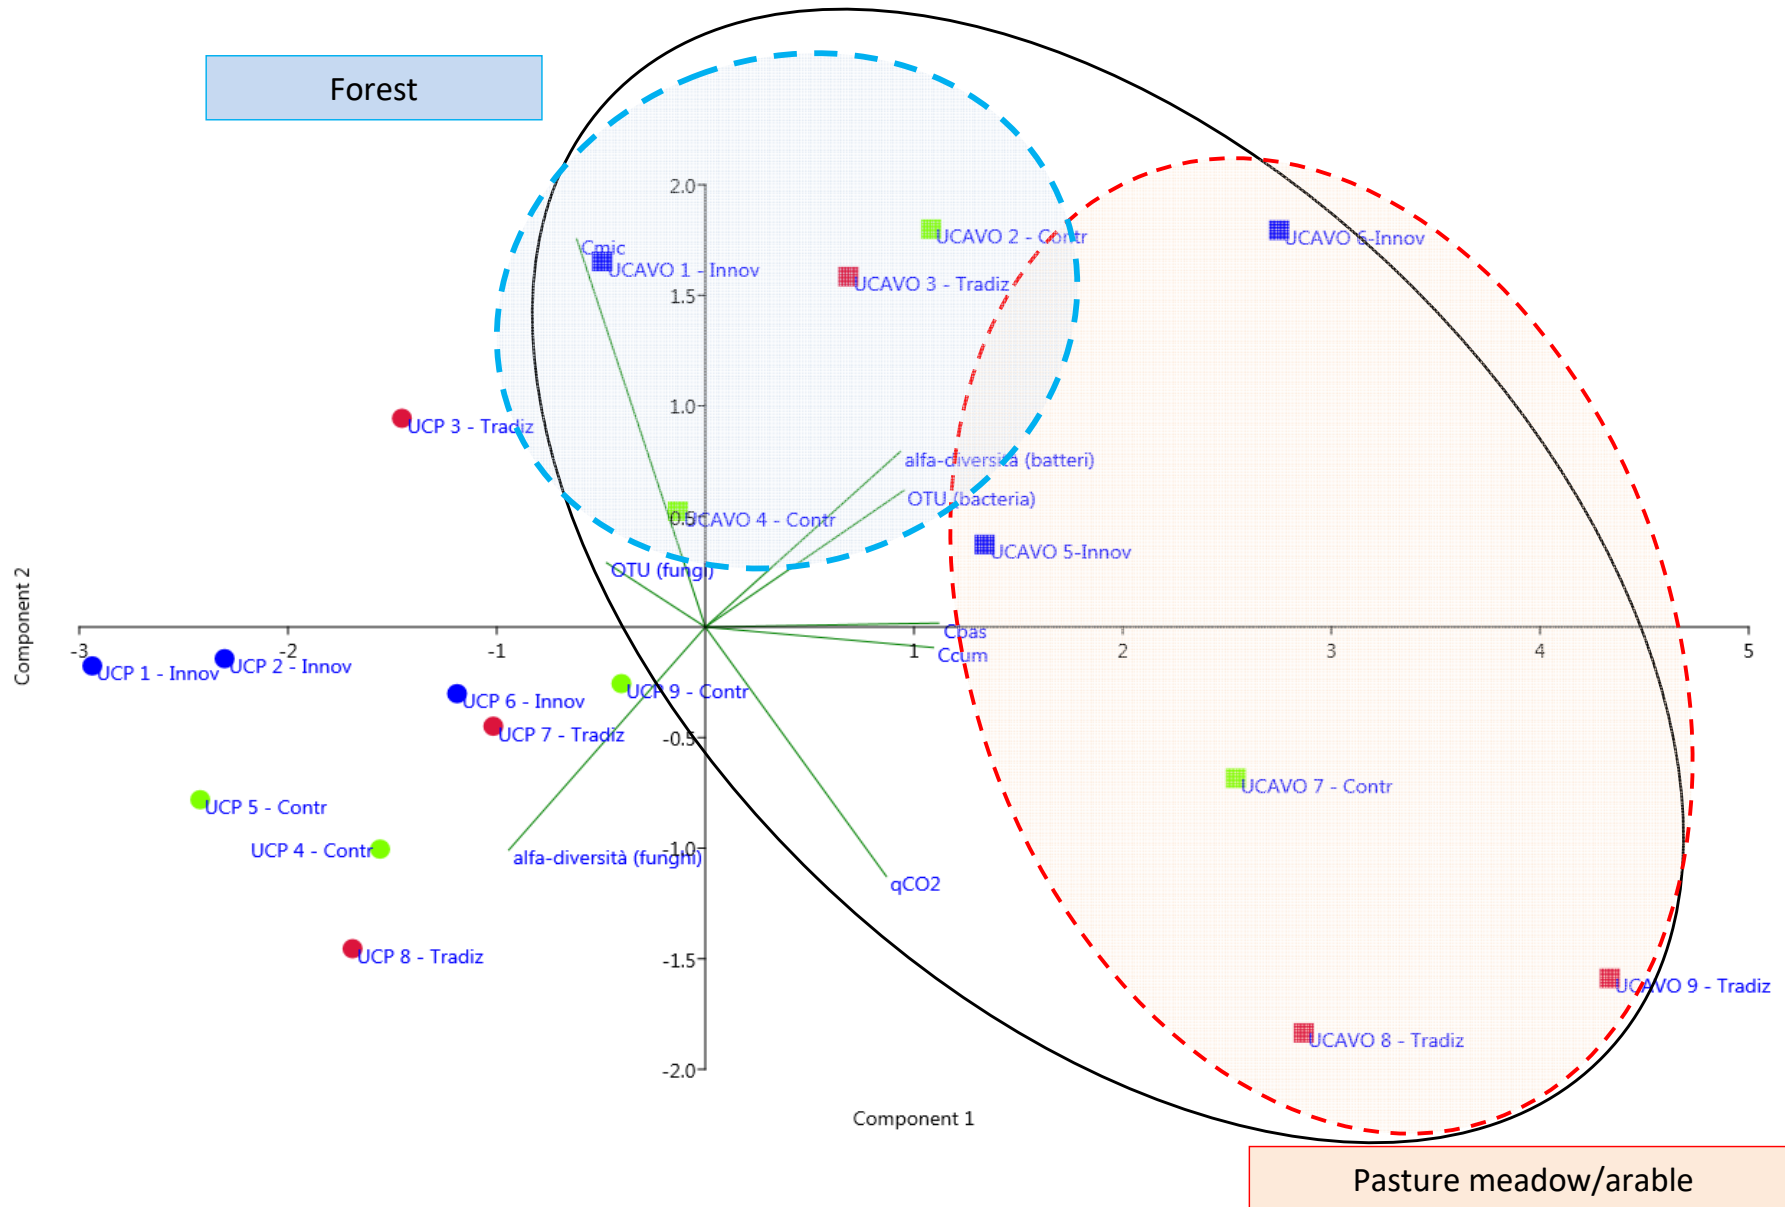 Forest
2.0
UCAVO 2 - Contr
UCAVO 6-Innov
Cmic
UCAVO 1 - Innov
UCAVO 3 - Tradiz
1.5
1.0
UCP 3 - Tradiz
alfa-diversità (batteri)
OTU (bacteria)
0.5
UCAVO 4 - Contr
UCAVO 5-Innov
OTU (fungi)
Component 2
Cbas
-3
-2
-1
1
2
3
4
5
Ccum
UCP 1 - Innov
UCP 2 - Innov
UCP 6 - Innov
UCP 9 - Contr
UCP 7 - Tradiz
-0.5
UCAVO 7 - Contr
UCP 5 - Contr
UCP 4 - Contr
-1.0
alfa-diversità (funghi)
qCO2
UCP 8 - Tradiz
-1.5
UCAVO 9 - Tradiz
UCAVO 8 - Tradiz
-2.0
Component 1
Pasture meadow/arable